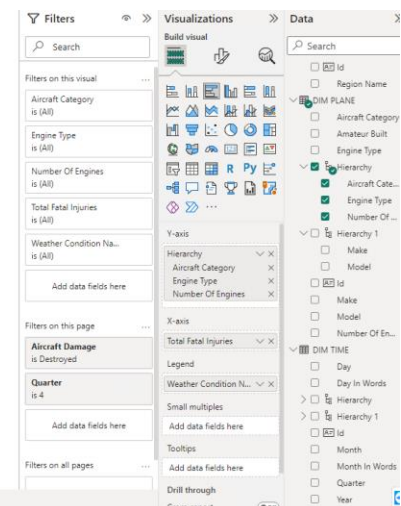 Filters
Search
Filters on this visual
Aircraft Category
is (All)
Engine Type
is (All)
Number Of Engines
is (All)
Total Fatal Injuries
is (All)
Weather Condition Na...
is (All)
Add data fields here
Filters on this page
Aircraft Damage
is Destroyed
Quarter
is 4
Add data fields here
Filters on all pages
Visualizations
Build visual
R Py
Y-axis
Hierarchy
Aircraft Category
Engine Type
Number Of Engines
X-axis
Total Fatal Injuries
Legend
Weather Condition N...
Small multiples
Add data fields here
Tooltips
Add data fields here
Drill through
Data
Search
Id
Region Name
DIM PLANE
Aircraft Category
Amateur Built
Engine Type
Hierarchy
Aircraft Cate...
Engine Type
Number Of ...
Hierarchy 1
Make
Model
Id
Make
Model
Number Of En...
DIM TIME
Day
Day In Words
Hierarchy
Hierarchy 1
Id
Month
Month In Words
Quarter
Year